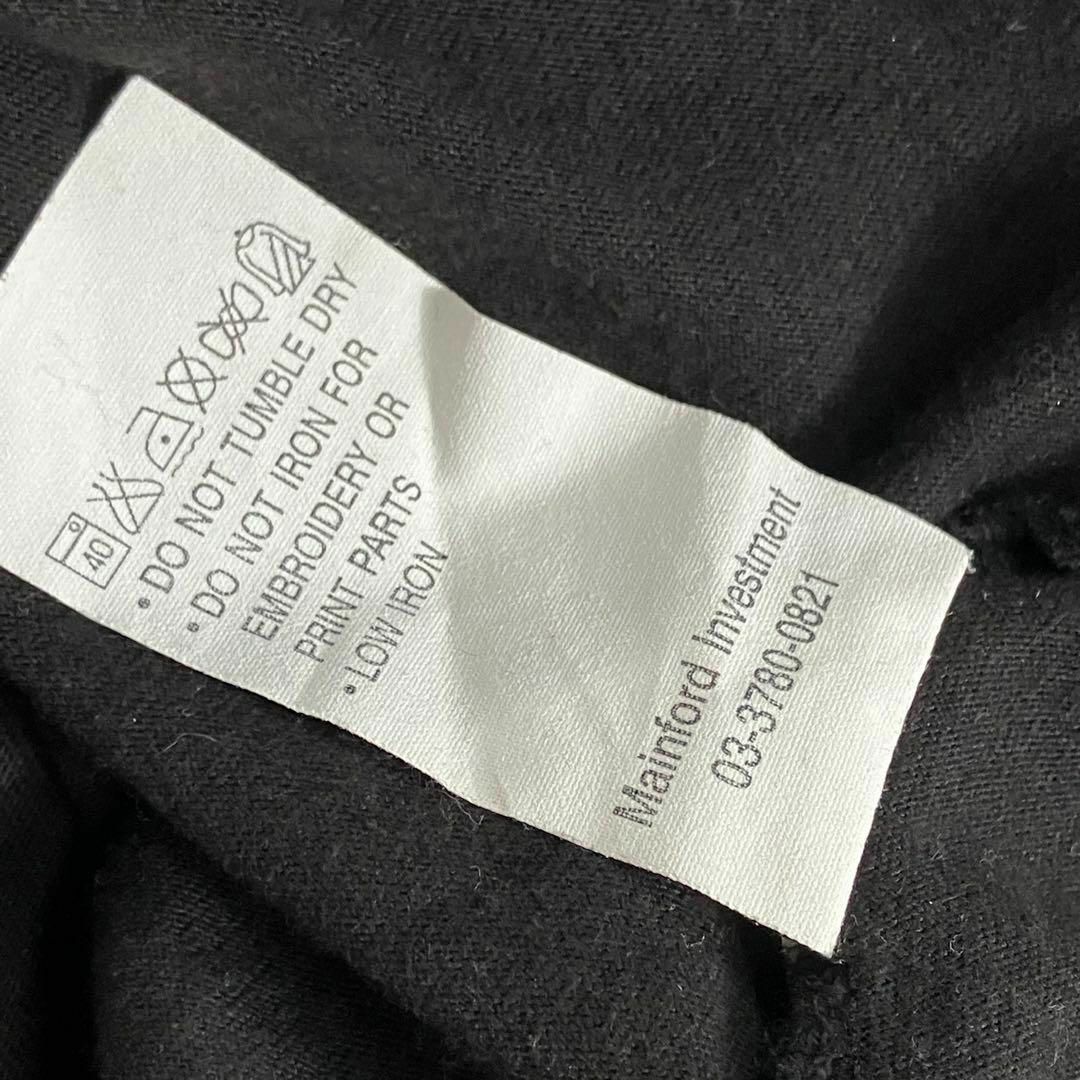 40
• DO NOT TUMBLE DRY
• DO NOT IRON FOR
EMBROIDERY OR
PRINT PARTS
• LOW IRON
Mainford Investment
03-3780-0821